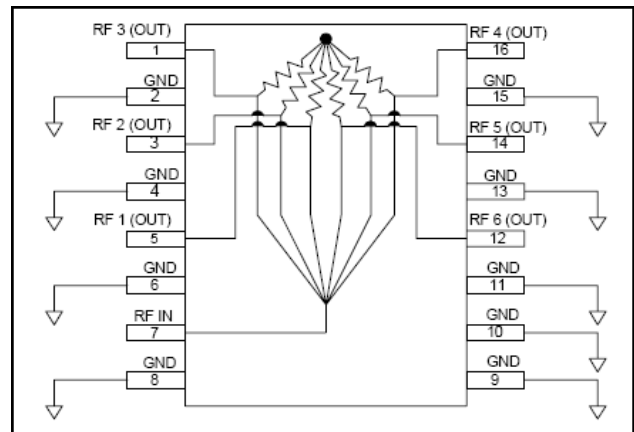 RF 3 (OUT)
1
GND
2
RF 2 (OUT)
3
GND
4
RF 1 (OUT)
5
GND
6
RF IN
7
GND
8
RF 4 (OUT)
16
GND
15
RF 5 (OUT)
14
GND
13
RF 6 (OUT)
12
GND
11
GND
10
GND
9